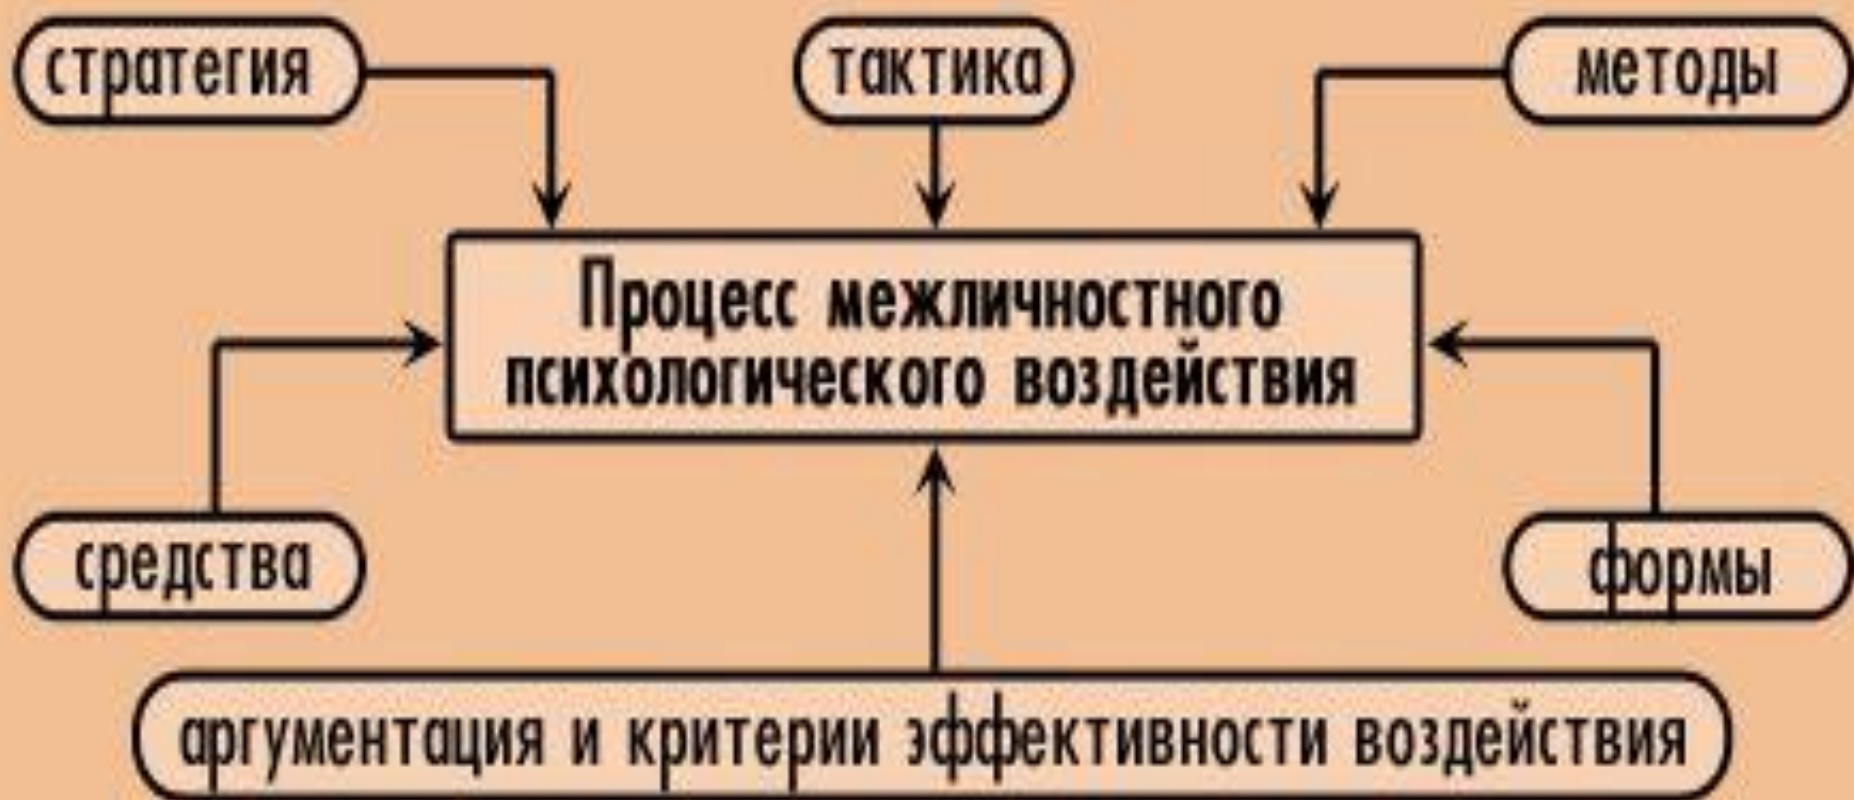 стратегия
тактика
методы
Процесс межличностного
психологического воздействия
средства
формы
аргументация и критерии эффективности воздействия